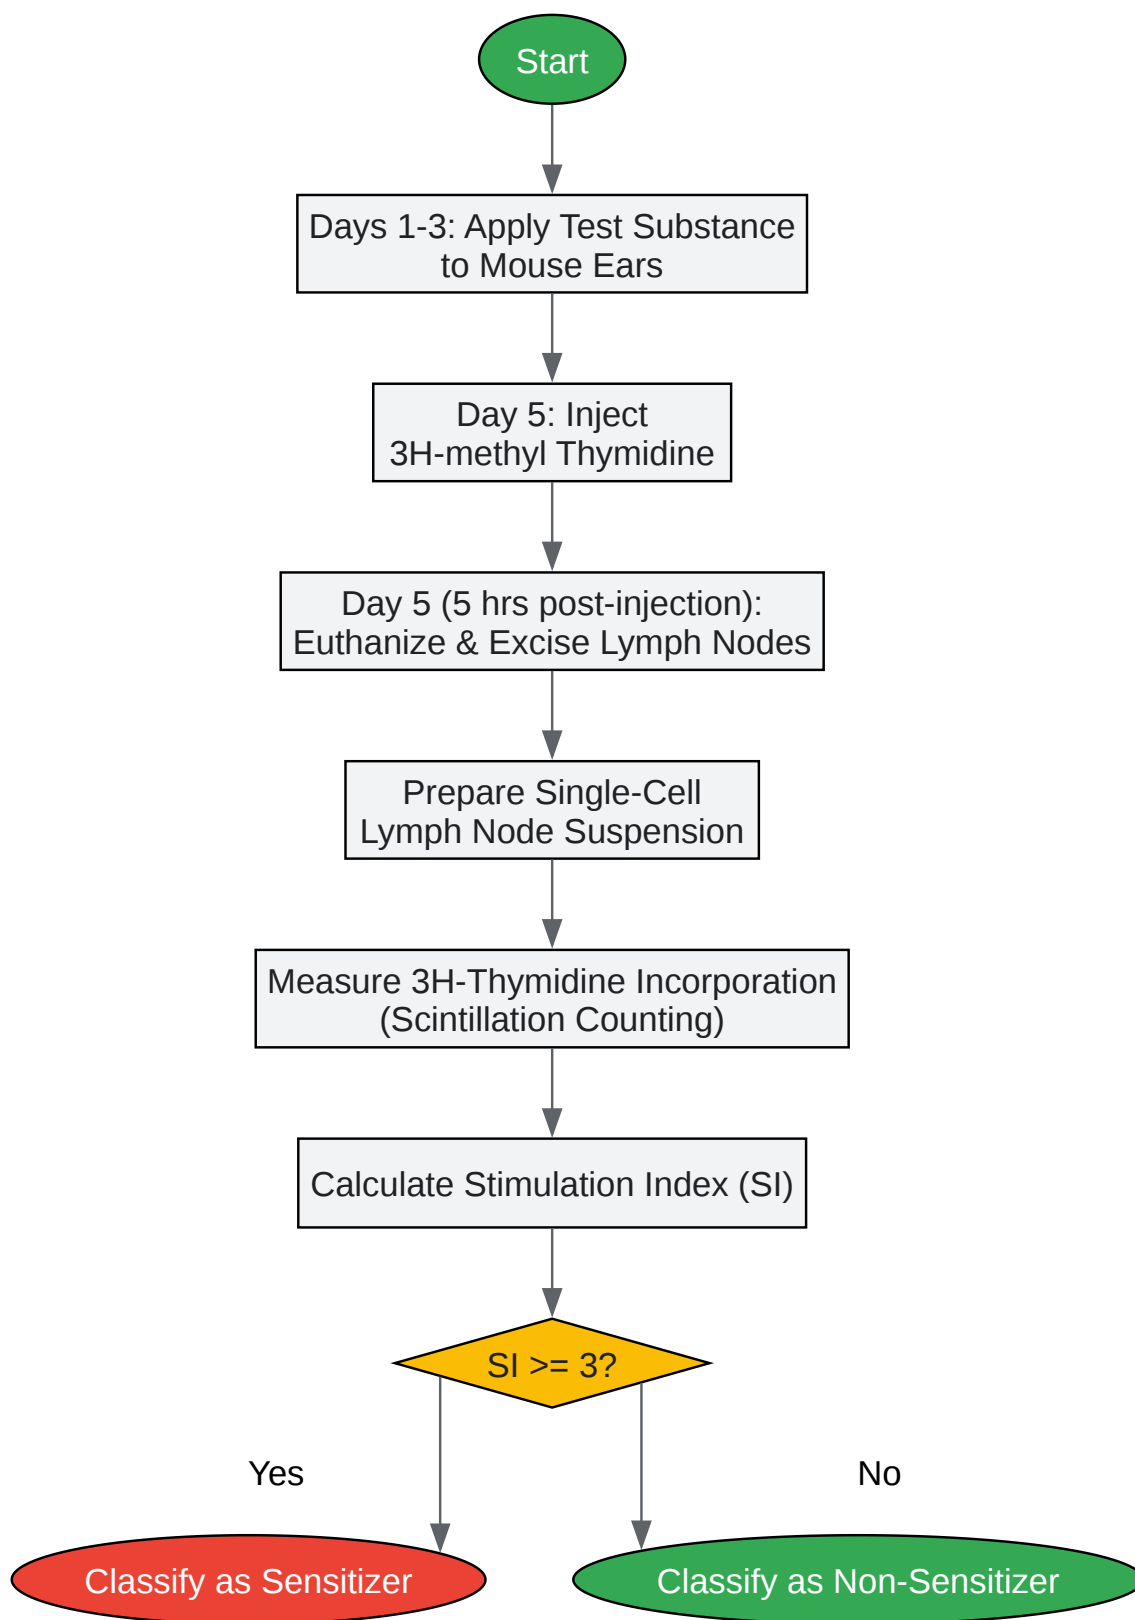 Start
Days 1-3: Apply Test Substance
to Mouse Ears
Day 5: Inject
3H-methyl Thymidine
Day 5 (5 hrs post-injection):
Euthanize & Excise Lymph Nodes
Prepare Single-Cell
Lymph Node Suspension
Measure 3H-Thymidine Incorporation
(Scintillation Counting)
Calculate Stimulation Index (SI)
SI >= 3?
Yes
No
Classify as Sensitizer
Classify as Non-Sensitizer